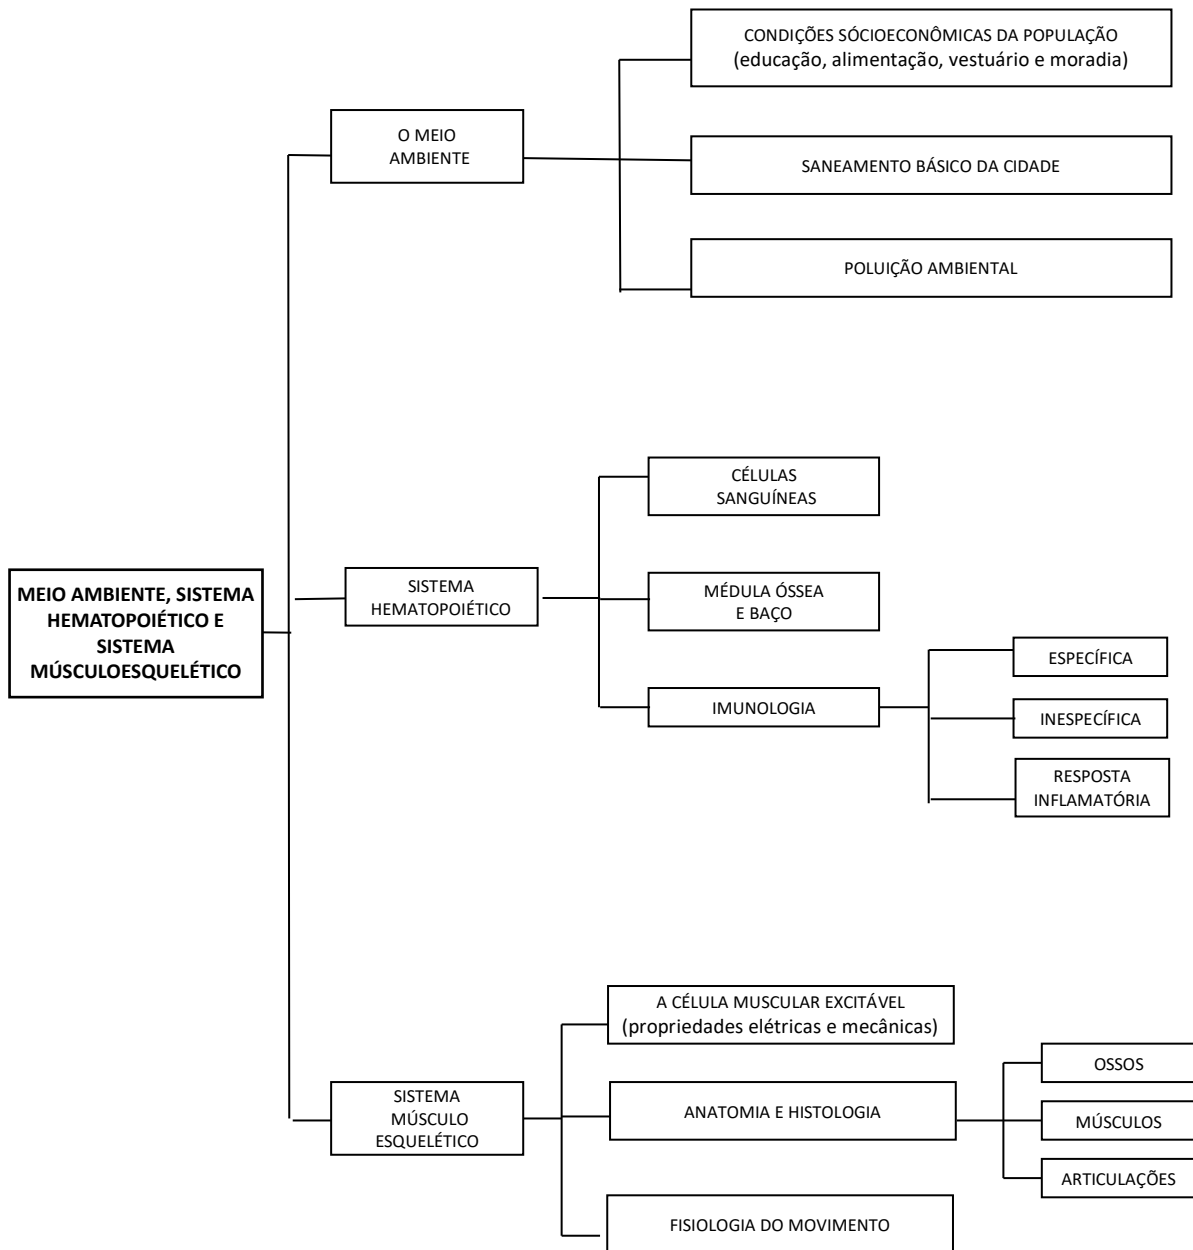 CONDIÇÕES SÓCIOECONÔMICAS DA POPULAÇÃO
(educação, alimentação, vestuário e moradia)
O MEIO
AMBIENTE
SANEAMENTO BÁSICO DA CIDADE
POLUIÇÃO AMBIENTAL
CÉLULAS
SANGUÍNEAS
MEIO AMBIENTE, SISTEMA
HEMATOPOIÉTICO E
SISTEMA
MÚSCULOESQUELÉTICO
SISTEMA
HEMATOPOIÉTICO
MÉDULA ÓSSEA
E BAÇO
IMUNOLOGIA
ESPECÍFICA
INESPECÍFICA
RESPOSTA
INFLAMATÓRIA
A CÉLULA MUSCULAR EXCITÁVEL
(propriedades elétricas e mecânicas)
SISTEMA
MÚSCULO
ESQUELÉTICO
ANATOMIA E HISTOLOGIA
OSSOS
MÚSCULOS
ARTICULAÇÕES
FISIOLOGIA DO MOVIMENTO